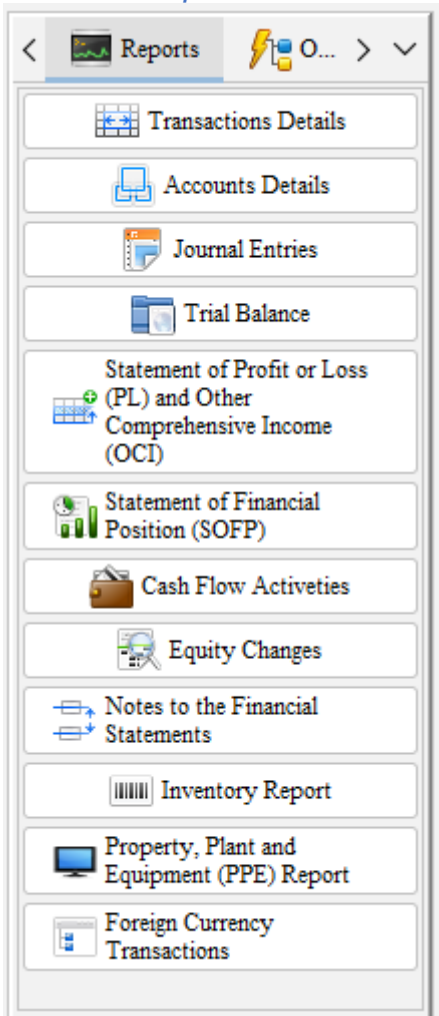 Reports
O...
Transactions Details
Accounts Details
Journal Entries
Trial Balance
Statement of Profit or Loss
(PL) and Other
Comprehensive Income
(OCI)
Statement of Financial
Position (SOFP)
Cash Flow Activeties
Equity Changes
Notes to the Financial
Statements
Inventory Report
Property, Plant and
Equipment (PPE) Report
Foreign Currency
Transactions